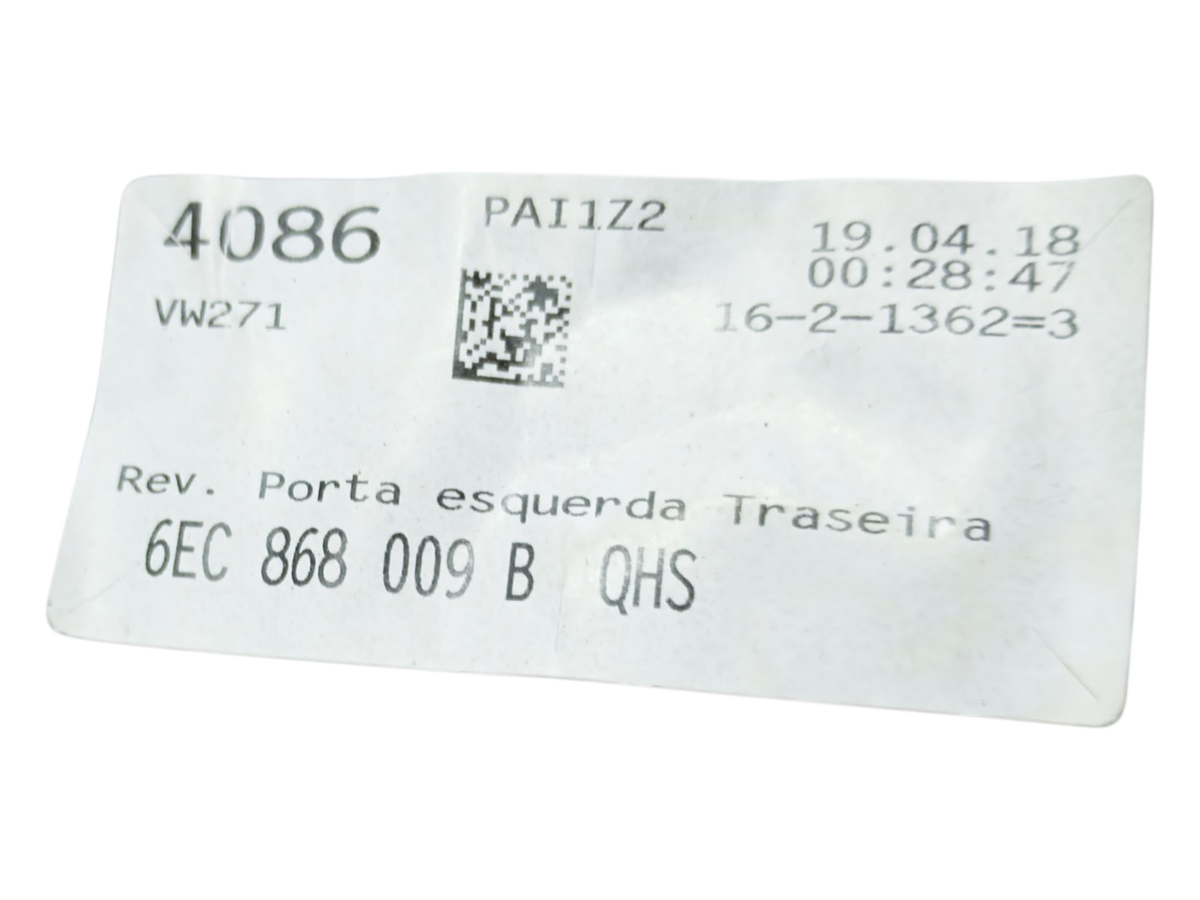 4086 PAI1Z2 19.04.18
00:28:47
VW271 16-2-1362=3
Rev. Porta esquerda Traseira
6EC 868 009 B QHS